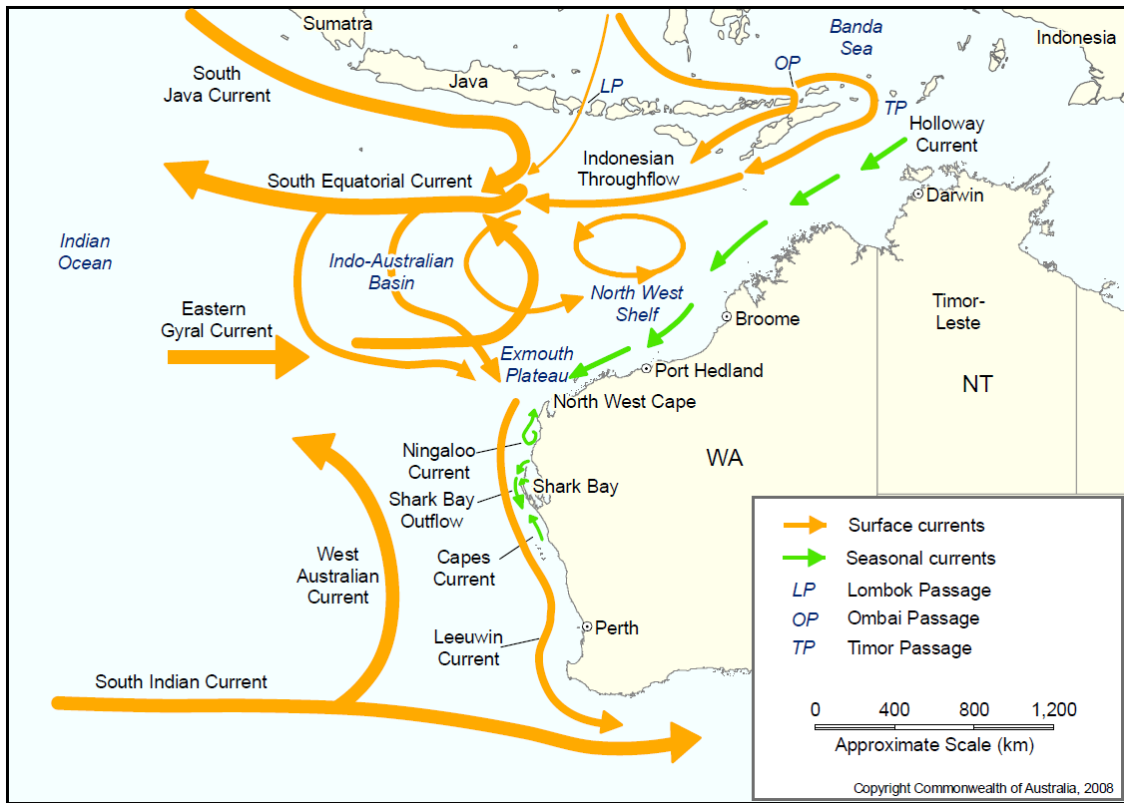 Sumatra
Banda
Sea
Indonesia
South
Java Current
Java
LP
OP
TP
Holloway
Current
Indonesian
Throughflow
South Equatorial Current
Darwin
Indian
Ocean
Indo-Australian
Basin
North West
Shelf
Eastern
Gyral Current
Broome
Timor-
Leste
Exmouth
Plateau
Port Hedland
NT
North West Cape
Ningaloo
Current
WA
Shark Bay
Shark Bay
Outflow
West
Australian
Current
Capes
Current
Leeuwin
Current
Perth
South Indian Current
Surface currents
Seasonal currents
LP Lombok Passage
OP Ombai Passage
TP Timor Passage
0 400 800 1,200
Approximate Scale (km)
Copyright Commonwealth of Australia, 2008